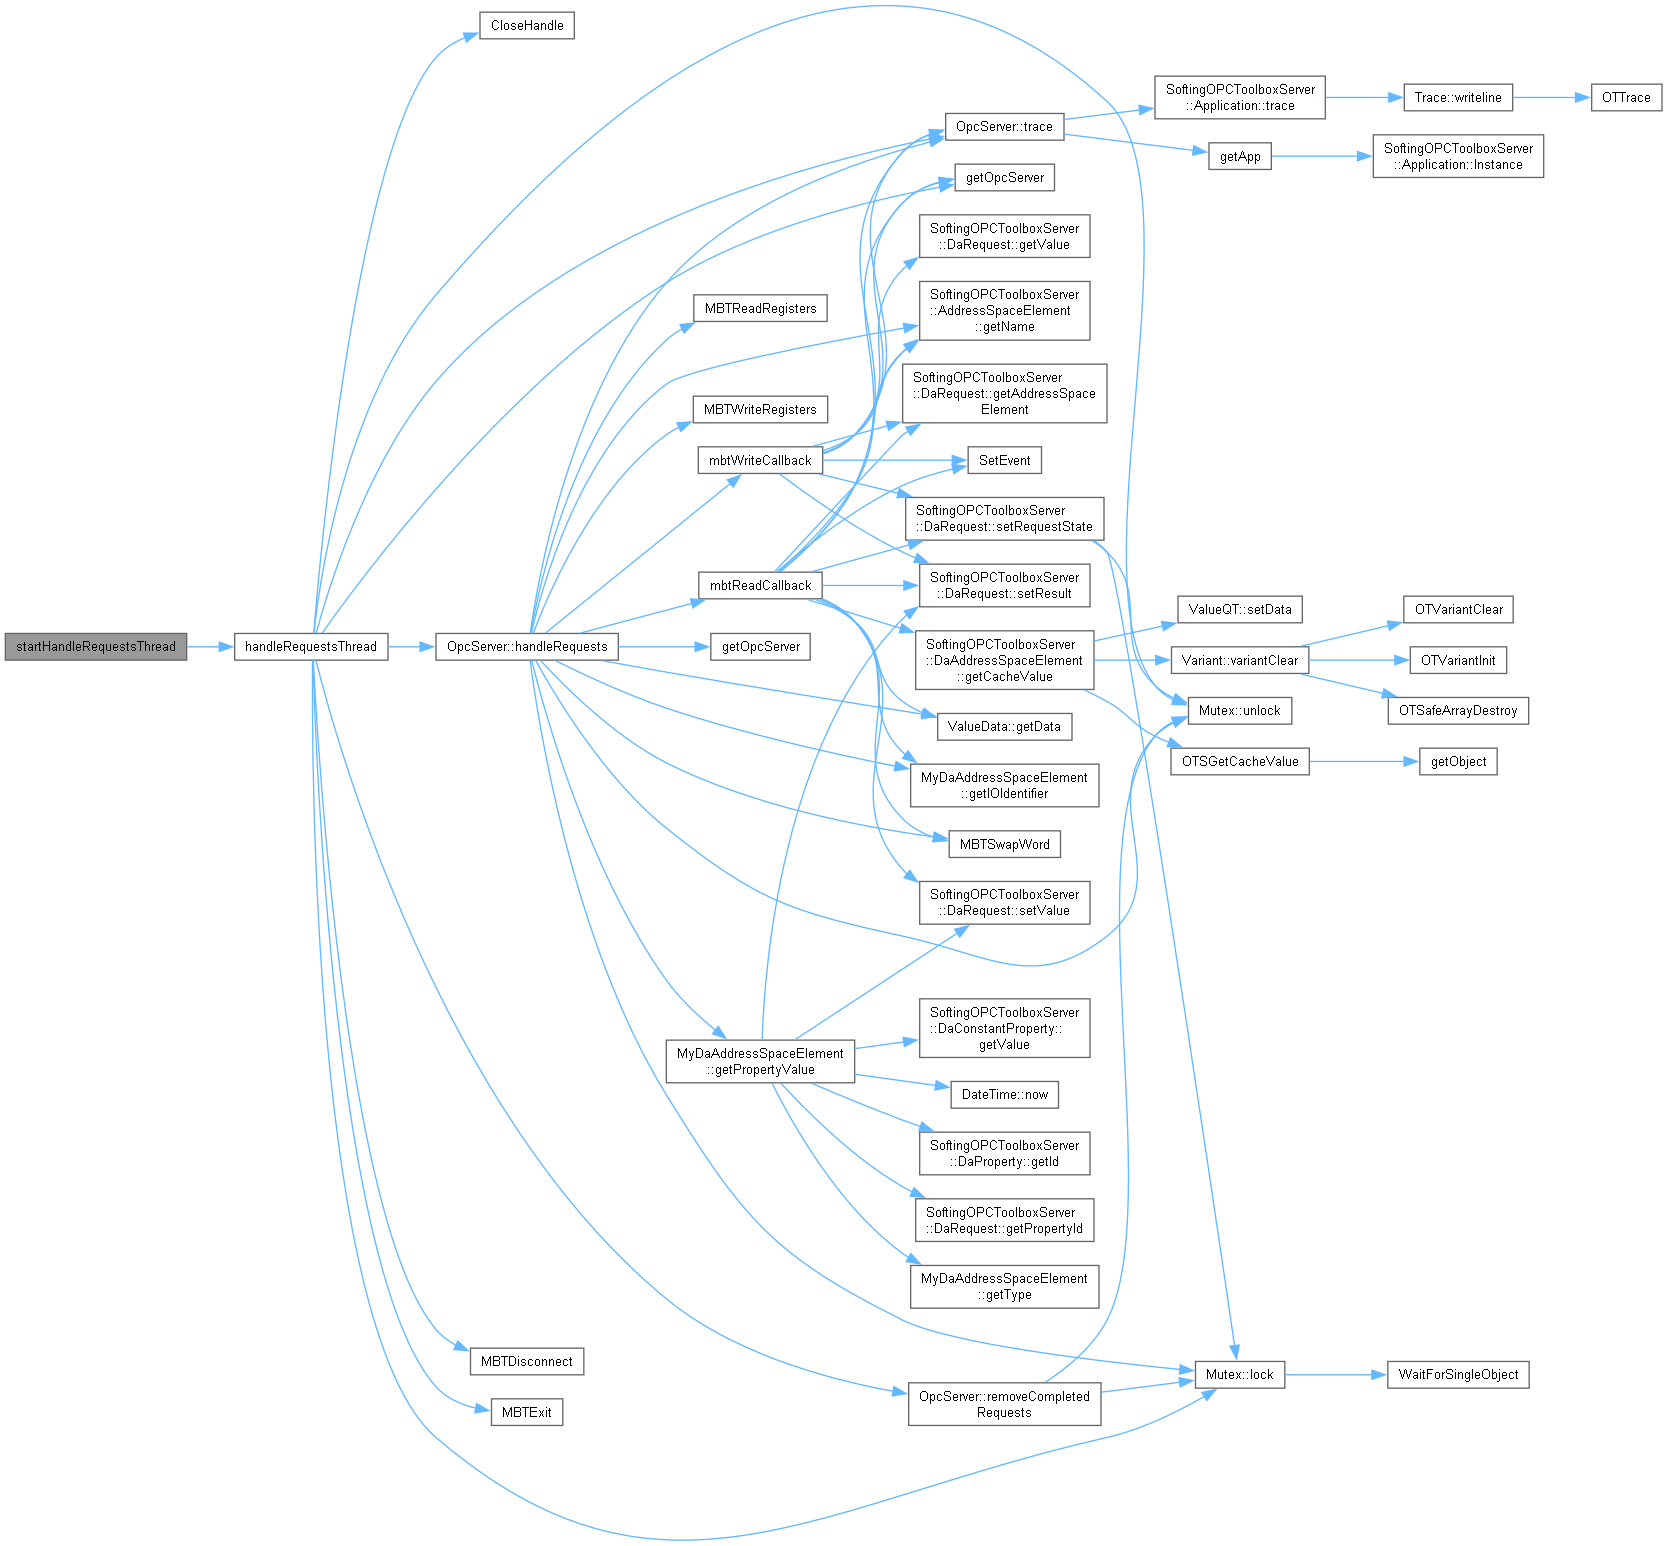 CloseHandle
SoftingOPCToolboxServer
::Application::trace
Trace::writeline
OTTrace
OpcServer::trace
getApp
SoftingOPCToolboxServer
::Application::Instance
getOpcServer
SoftingOPCToolboxServer
::DaRequest::getValue
SoftingOPCToolboxServer
::AddressSpaceElement
::getName
MBTReadRegisters
SoftingOPCToolboxServer
::DaRequest::getAddressSpace
Element
MBTWriteRegisters
mbtWriteCallback
SetEvent
SoftingOPCToolboxServer
::DaRequest::setRequestState
mbtReadCallback
SoftingOPCToolboxServer
::DaRequest::setResult
ValueQT::setData
OTVariantClear
startHandleRequestsThread
handleRequestsThread
OpcServer::handleRequests
getOpcServer
SoftingOPCToolboxServer
::DaAddressSpaceElement
::getCacheValue
Variant::variantClear
OTVariantInit
Mutex::unlock
OTSafeArrayDestroy
ValueData::getData
OTSGetCacheValue
getObject
MyDaAddressSpaceElement
::getIOIdentifier
MBTSwapWord
SoftingOPCToolboxServer
::DaRequest::setValue
SoftingOPCToolboxServer
::DaConstantProperty::
getValue
MyDaAddressSpaceElement
::getPropertyValue
DateTime::now
SoftingOPCToolboxServer
::DaProperty::getId
SoftingOPCToolboxServer
::DaRequest::getPropertyId
MyDaAddressSpaceElement
::getType
MBTDisconnect
Mutex::lock
WaitForSingleObject
OpcServer::removeCompleted
Requests
MBTExit